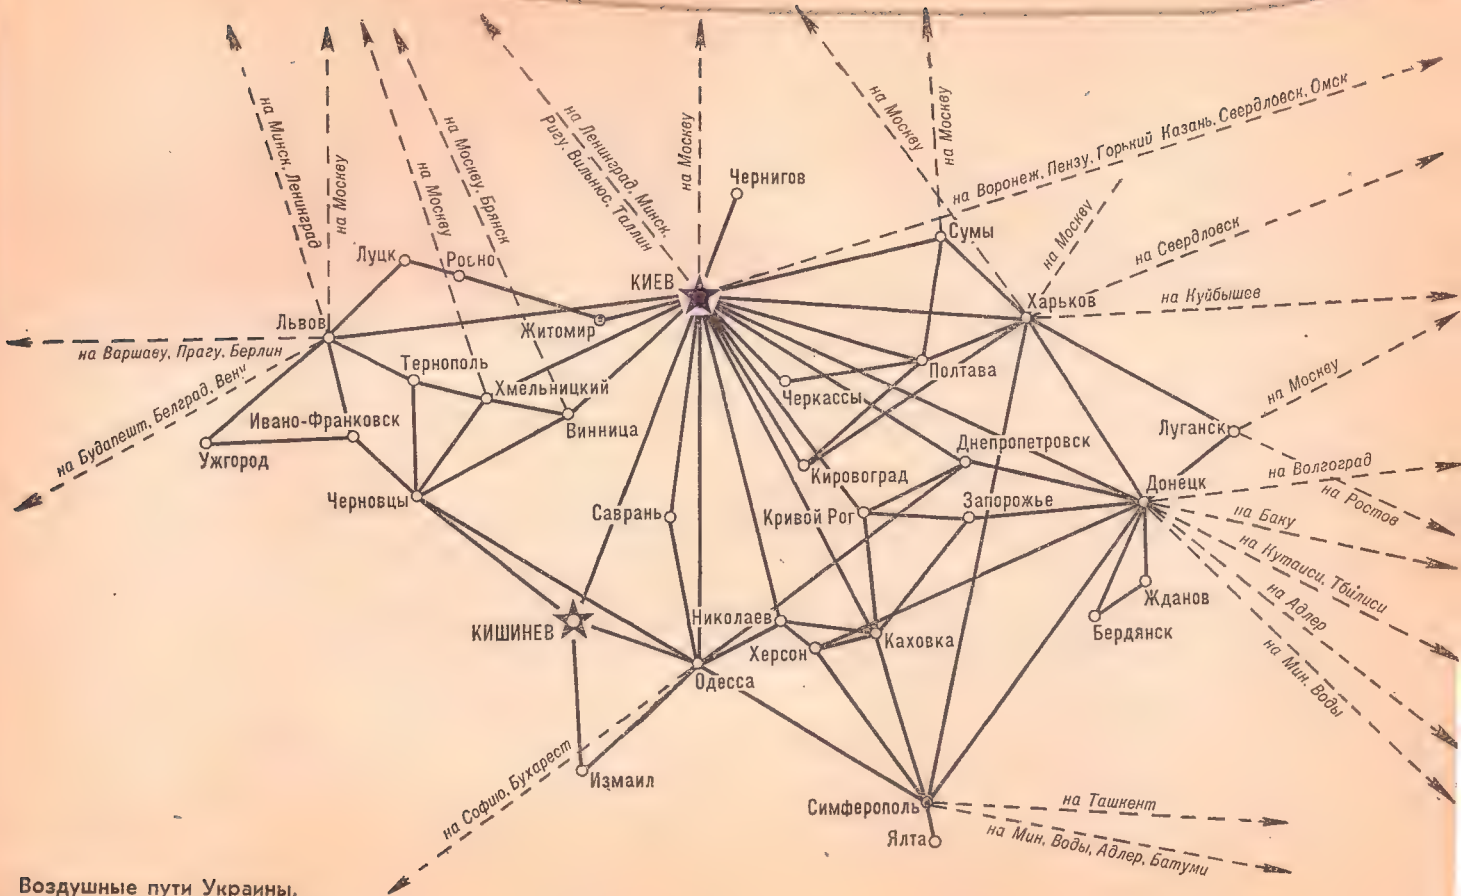 на Минск, Ленинград
на Москву
на Москву
на Москву, Брянск
на Ленинград, Минск,
Ригу, Вильнюс, Таллин
на Москву
на Москву
на Москву
на Воронеж, Пензу, Горький Казань, Свердловск, Омск
на Москву
на Свердловск
на Куйбышев
на Москву
на Волгоград
на Ростов
на Баку
на Кутаиси, Тбилиси
на Адлер
на Мин. Воды
на Ташкент
на Мин. Воды, Адлер, Батуми
на Софию, Бухарест
на Варшаву, Прагу, Берлин
на Будапешт, Белград, Вену
Чернигов
Сумы
Луцк
Ровно
КИЕВ
Харьков
Львов
Житомир
Тернополь
Хмельницкий
Полтава
Черкассы
Ивано-Франковск
Винница
Луганск
Ужгород
Днепропетровск
Кировоград
Донецк
Черновцы
Саврань
Кривой Рог
Запорожье
Жданов
Бердянск
КИШИНЕВ
Николаев
Херсон
Каховка
Одесса
Измаил
Симферополь
Ялта
Воздушные пути Украины.